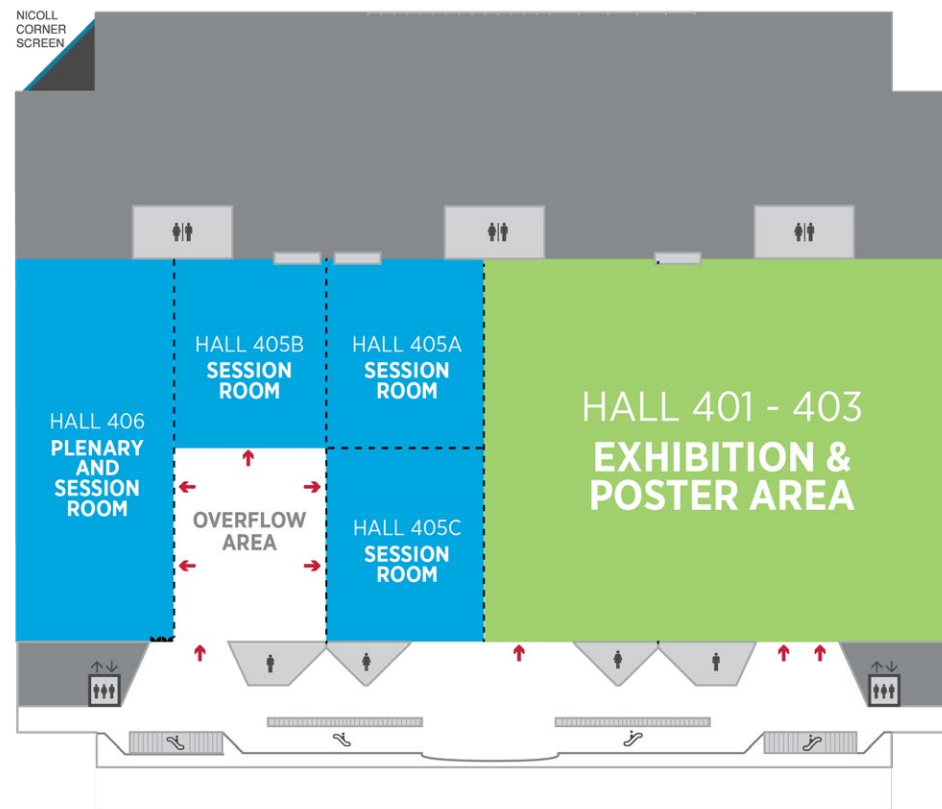 NICOLL
CORNER
SCREEN
HALL 405B
SESSION
ROOM
HALL 405A
SESSION
ROOM
HALL 406
PLENARY
AND
SESSION
ROOM
HALL 401 - 403
EXHIBITION &
POSTER AREA
OVERFLOW
AREA
HALL 405C
SESSION
ROOM